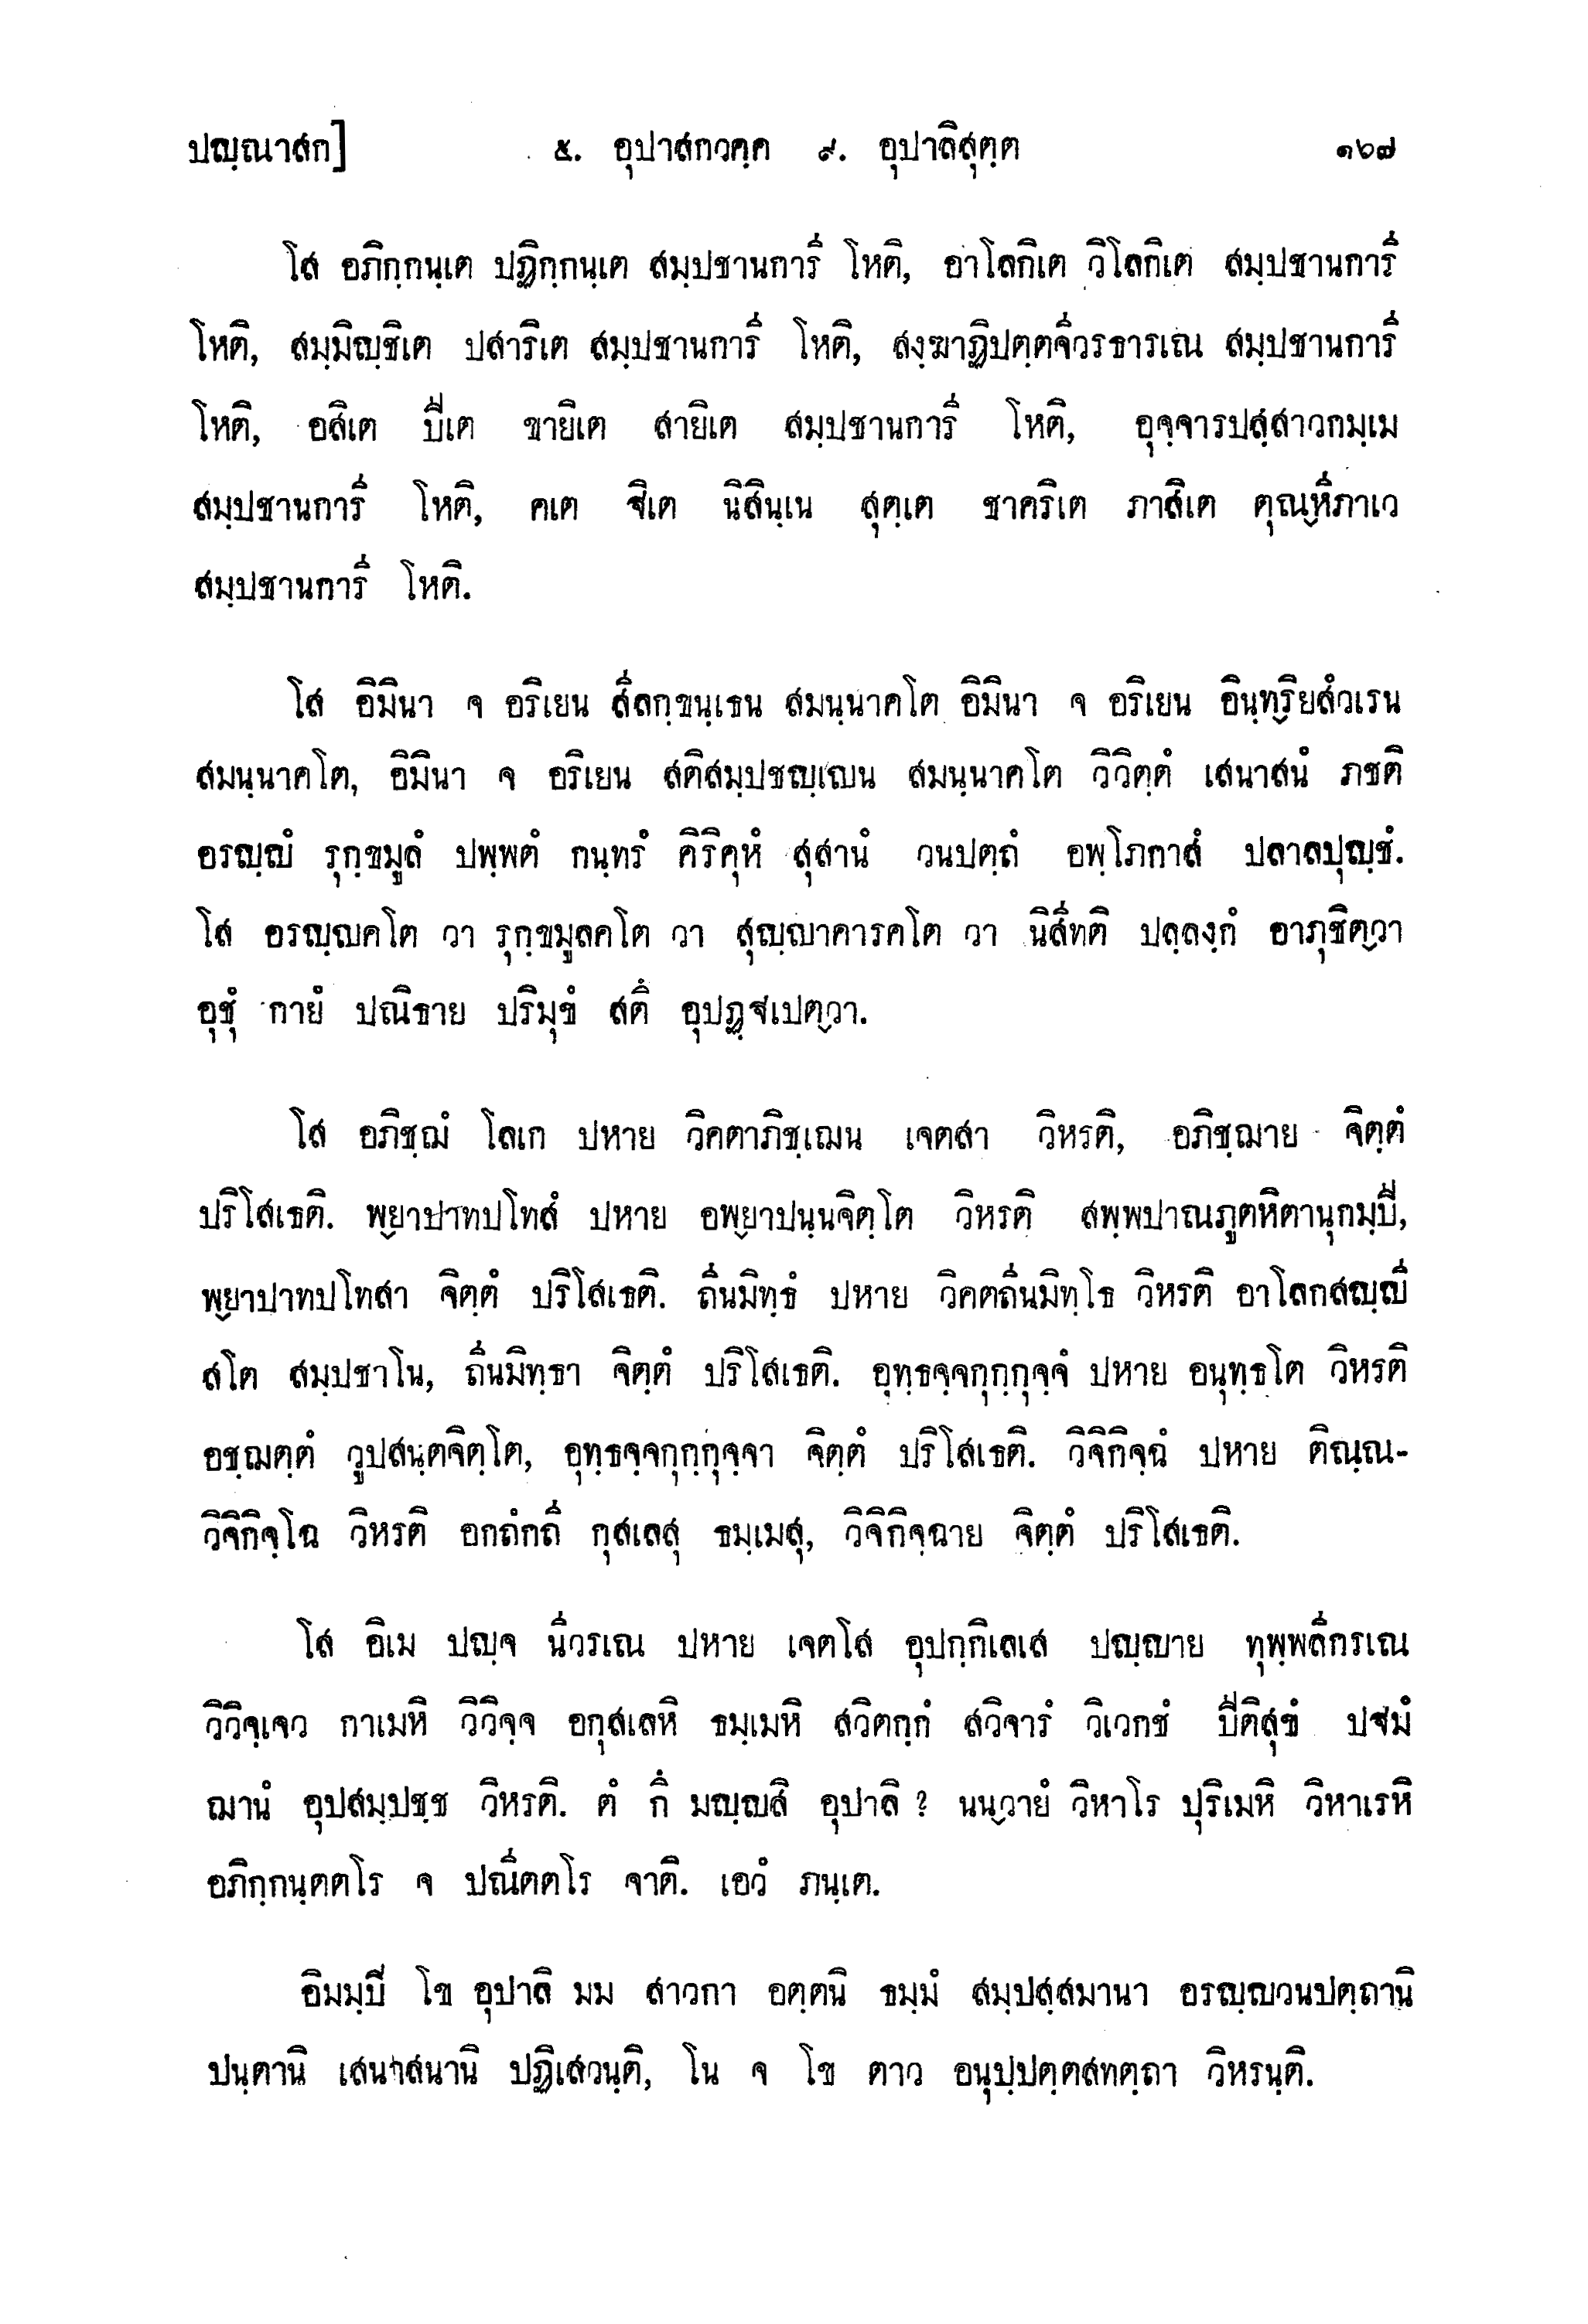 ปญฺณาสก] ๕. อุปาสกวคฺค ๙. อุปาลิสุตฺต ๑๖๗
โส อภิกฺกนฺเต ปฏิกฺกนฺเต สมฺปชานการี โหติ, อาโลกิเต วิโลกิเต สมฺปชานการี
โหติ, สมฺมิญฺชิเต ปสาริเต สมฺปชานการี โหติ, สงฺฆาฏิปตฺตจีวรธารเณ สมฺปชานการี
โหติ, อสิเต ปีเต ขายิเต สายิเต สมฺปชานการี โหติ, อุจฺจารปสฺสาวกมฺเม
สมฺปชานการี โหติ, คเต ฐิเต นิสินฺเน สุตฺเต ชาคริเต ภาสิเต ตุณฺหีภาเว
สมฺปชานการี โหติ.
โส อิมินา จ อริเยน สีลกฺขนฺเธน สมนฺนาคโต อิมินา จ อริเยน อินฺทฺริยสํวเรน
สมนฺนาคโต, อิมินา จ อริเยน สติสมฺปชญฺเญน สมนฺนาคโต วิวิตฺตํ เสนาสนํ ภชติ
อรญฺญํ รุกฺขมูลํ ปพฺพตํ กนฺทรํ คิริคุหํ สุสานํ วนปตฺถํ อพฺโภกาสํ ปลาลปุญฺชํ.
โส อรญฺญคโต วา รุกฺขมูลคโต วา สุญฺญาคารคโต วา นิสีทติ ปลฺลงฺกํ อาภุชิตฺวา
อุชุํ กายํ ปณิธาย ปริมุขํ สตึ อุปฏฺฐเปตฺวา.
โส อภิชฺฌํ โลเก ปหาย วิคตาภิชฺเฌน เจตสา วิหรติ, อภิชฺฌาย จิตฺตํ
ปริโสเธติ. พฺยาปาทปโทสํ ปหาย อพฺยาปนฺนจิตฺโต วิหรติ สพฺพปาณภูตหิตานุกมฺปี,
พฺยาปาทปโทสา จิตฺตํ ปริโสเธติ. ถีนมิทฺธํ ปหาย วิคตถีนมิทฺโธ วิหรติ อาโลกสญฺญี
สโต สมฺปชาโน, ถีนมิทฺธา จิตฺตํ ปริโสเธติ. อุทฺธจฺจกุกฺกุจฺจํ ปหาย อนุทฺธโต วิหรติ
อชฺฌตฺตํ วูปสนฺตจิตฺโต, อุทฺธจฺจกุกฺกุจฺจา จิตฺตํ ปริโสเธติ. วิจิกิจฺฉํ ปหาย ติณฺณ-
วิจิกิจฺโฉ วิหรติ อกถํกถี กุสเลสุ ธมฺเมสุ, วิจิกิจฺฉาย จิตฺตํ ปริโสเธติ.
โส อิเม ปญฺจ นีวรเณ ปหาย เจตโส อุปกฺกิเลเส ปญฺญาย ทุพฺพลีกรเณ
วิวิจฺเจว กาเมหิ วิวิจฺจ อกุสเลหิ ธมฺเมหิ สวิตกฺกํ สวิจารํ วิเวกชํ ปีติสุขํ ปฐมํ
ฌานํ อุปสมฺปชฺช วิหรติ. ตํ กึ มญฺญสิ อุปาลิ ? นนฺวายํ วิหาโร ปุริเมหิ วิหาเรหิ
อภิกฺกนฺตตโร จ ปณีตตโร จาติ. เอวํ ภนฺเต.
อิมมฺปี โข อุปาลิ มม สาวกา อตฺตนิ ธมฺมํ สมฺปสฺสมานา อรญฺญวนปตฺถานิ
ปนฺตานิ เสนาสนานิ ปฏิเสวนฺติ, โน จ โข ตาว อนุปฺปตฺตสทตฺถา วิหรนฺติ.